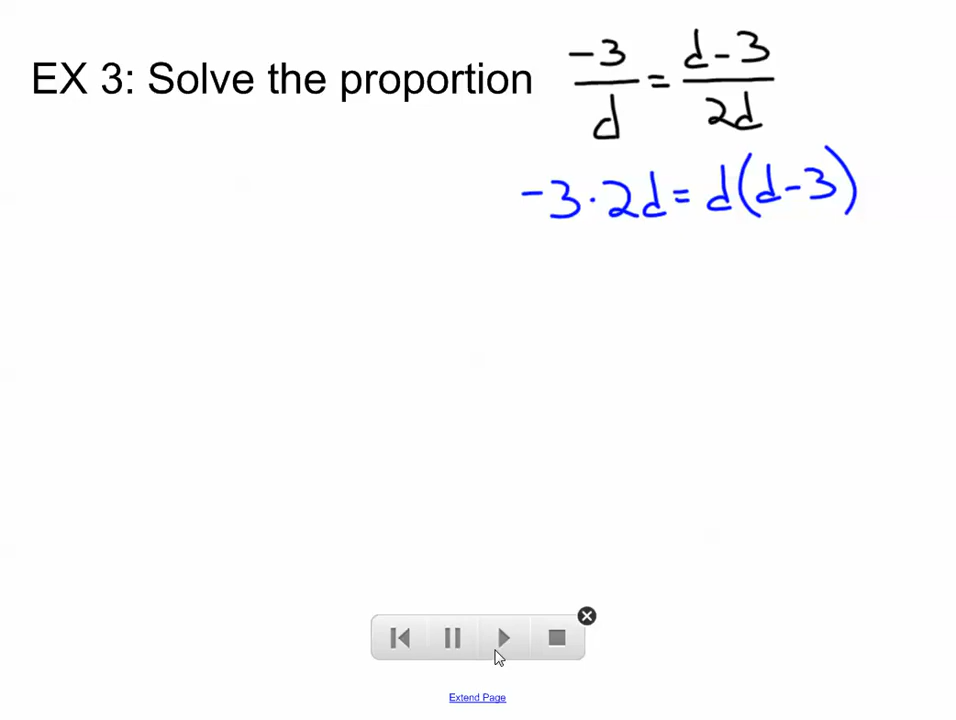 EX 3: Solve the proportion -3/d = d-3/2d
-3·2d=d(d-3)
Extend Page